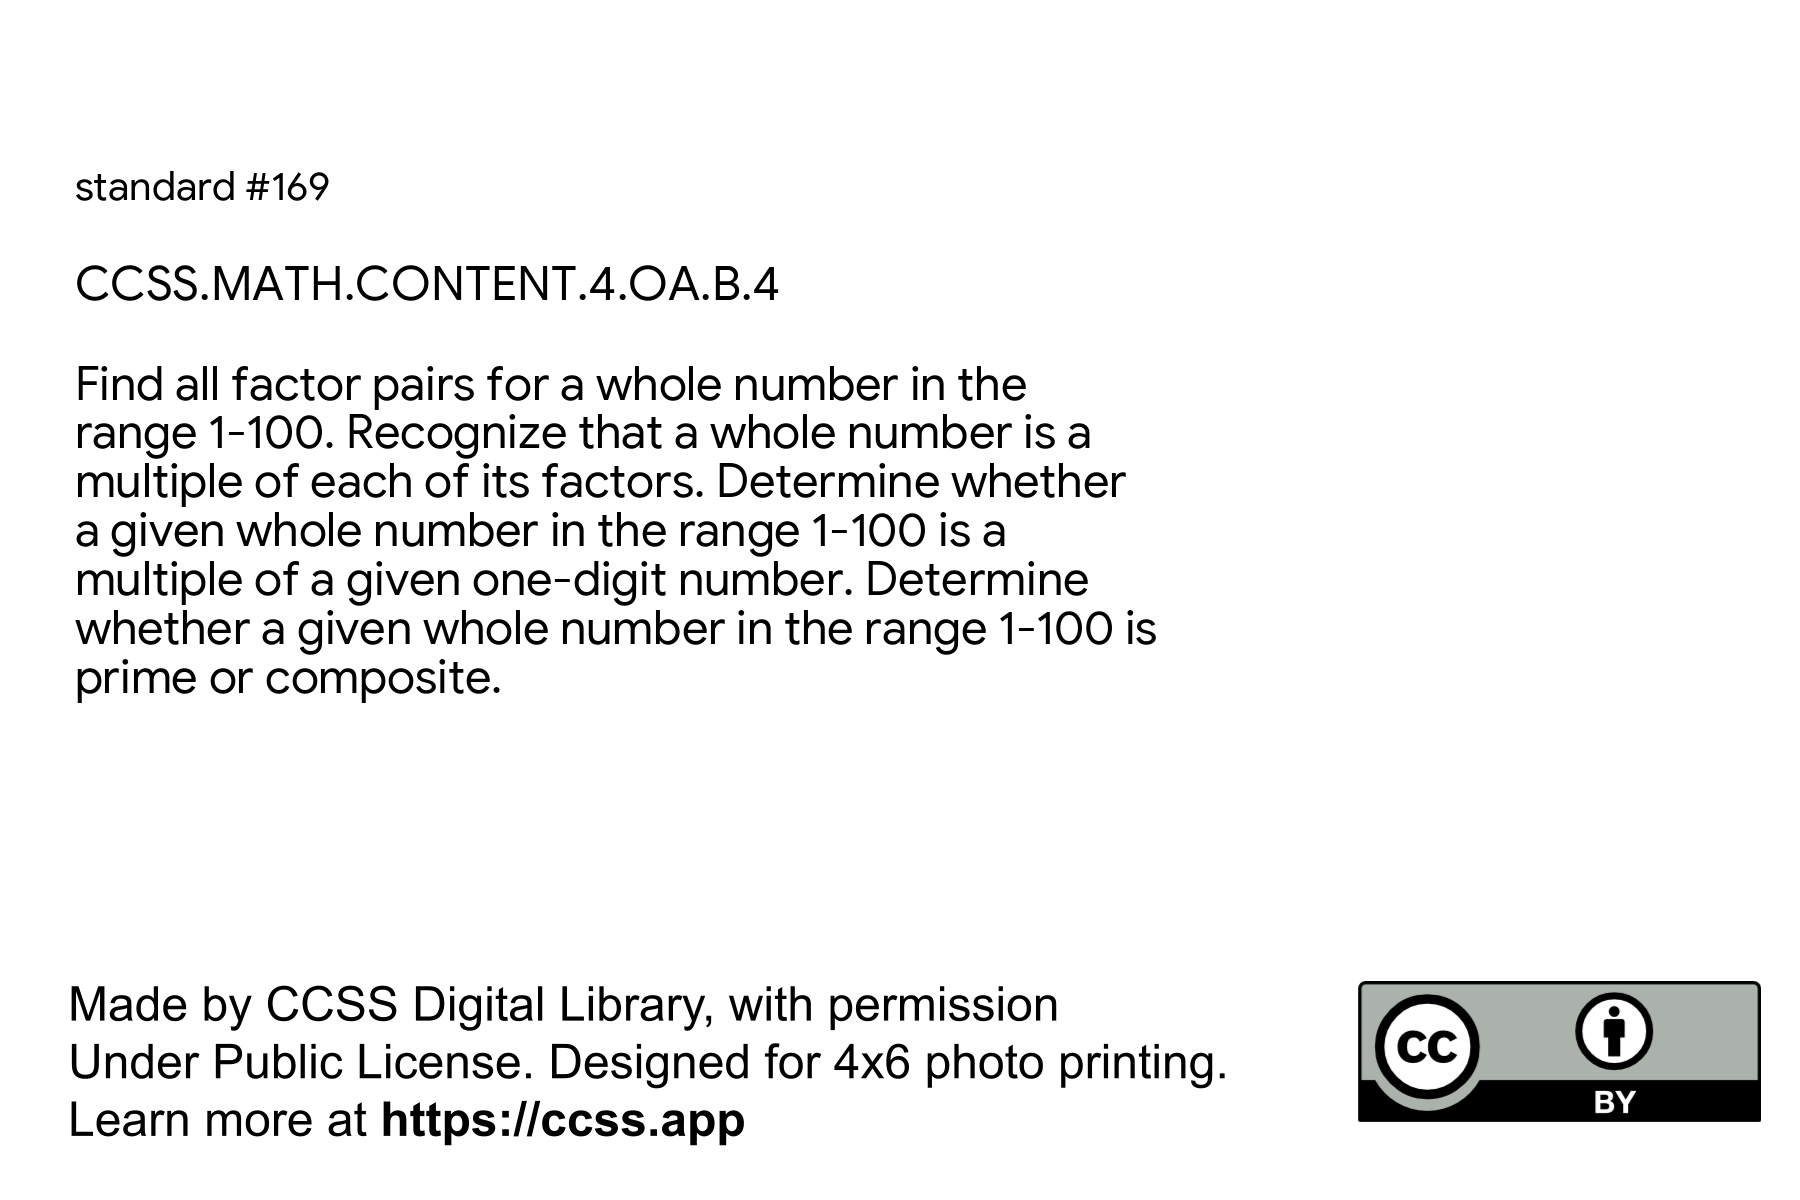 standard #169
CCSS.MATH.CONTENT.4.OA.B.4
Find all factor pairs for a whole number in the
range 1-100. Recognize that a whole number is a
multiple of each of its factors. Determine whether
a given whole number in the range 1-100 is a
multiple of a given one-digit number. Determine
whether a given whole number in the range 1-100 is
prime or composite.
Made by CCSS Digital Library, with permission
Under Public License. Designed for 4x6 photo printing.
Learn more at https://ccss.app
CC
BY